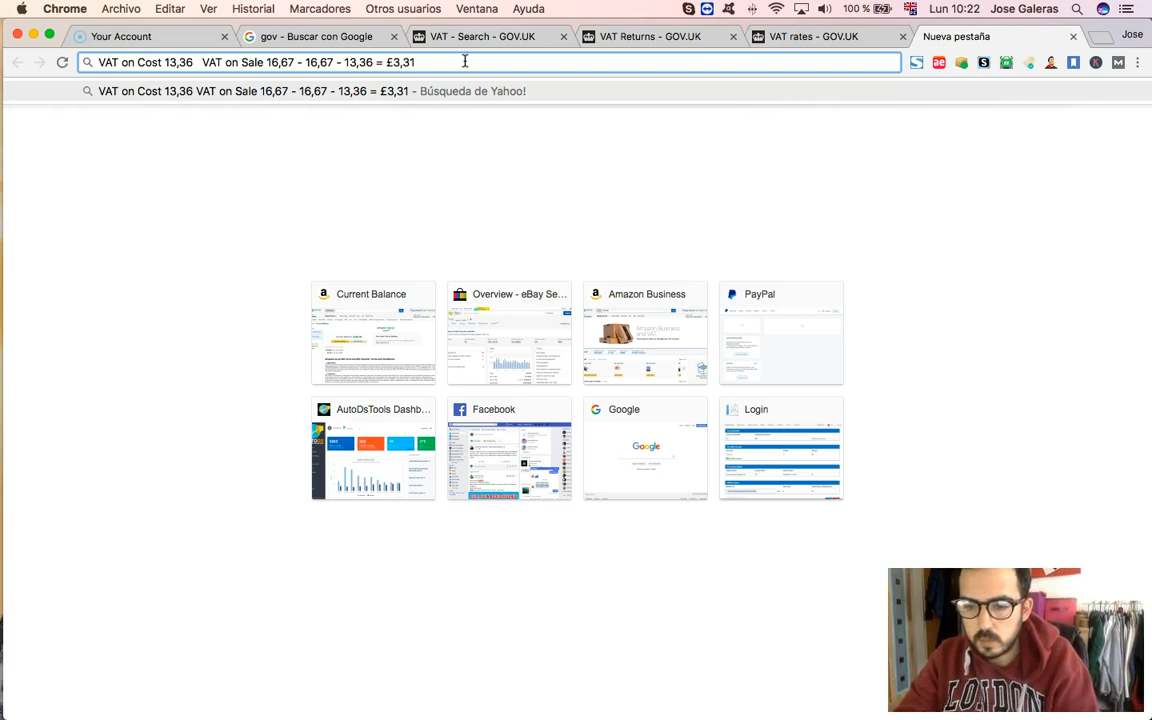 Chrome Archivo Editar Ver Historial Marcadores Otros usuarios Ventana Ayuda 100 % Lun 10:22 Jose Galeras
Your Account gov - Buscar con Google VAT - Search - GOV.UK VAT Returns - GOV.UK VAT rates - GOV.UK Nueva pestaña Jose
VAT on Cost 13,36 VAT on Sale 16,67 - 16,67 - 13,36 = £3,31
VAT on Cost 13,36 VAT on Sale 16,67 - 16,67 - 13,36 = £3,31 - Búsqueda de Yahoo!
Current Balance Overview - eBay Se... Amazon Business PayPal
AutoDsTools Dashb... Facebook Google Login
Google
LONDON